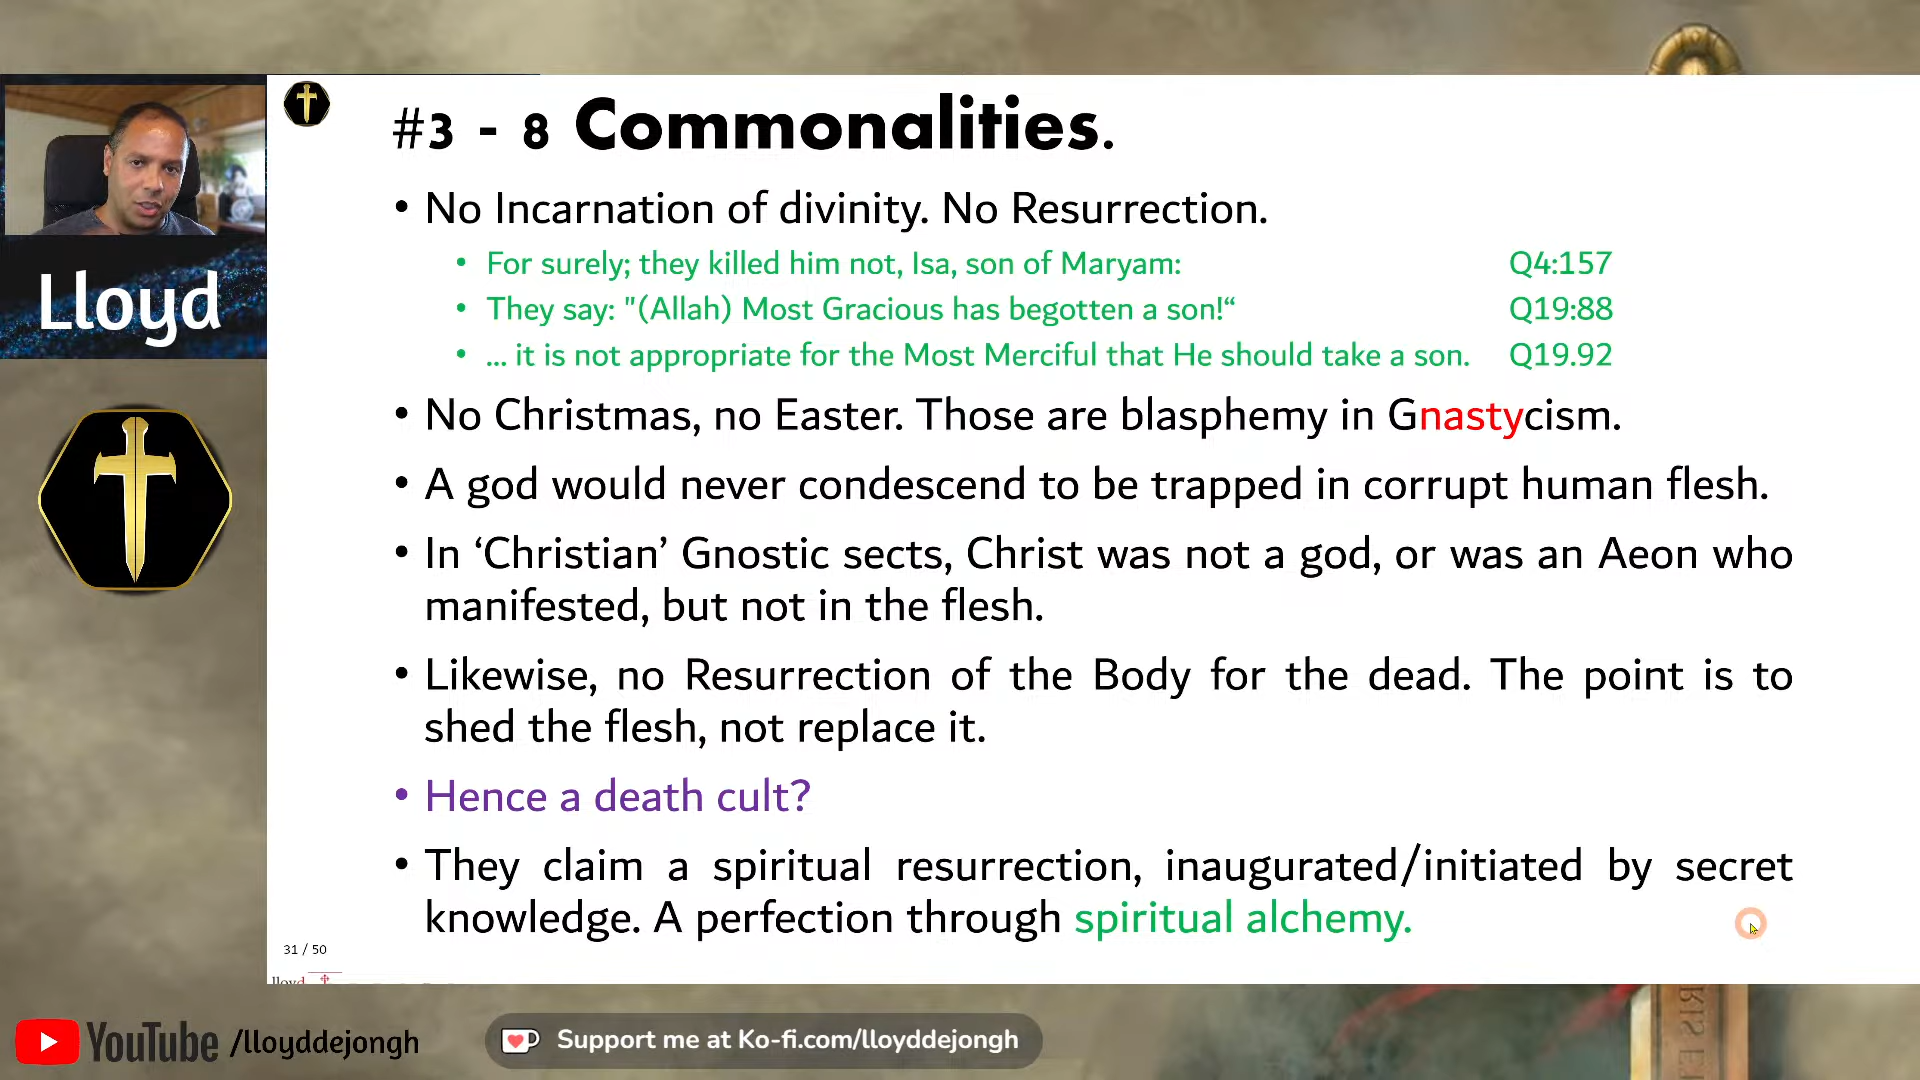 #3 - 8 Commonalities.
• No Incarnation of divinity. No Resurrection.
• For surely; they killed him not, Isa, son of Maryam: Q4:157
• They say: "(Allah) Most Gracious has begotten a son!“ Q19:88
• ... it is not appropriate for the Most Merciful that He should take a son. Q19.92
• No Christmas, no Easter. Those are blasphemy in Gnastycism.
• A god would never condescend to be trapped in corrupt human flesh.
• In ‘Christian’ Gnostic sects, Christ was not a god, or was an Aeon who
manifested, but not in the flesh.
• Likewise, no Resurrection of the Body for the dead. The point is to
shed the flesh, not replace it.
• Hence a death cult?
• They claim a spiritual resurrection, inaugurated/initiated by secret
knowledge. A perfection through spiritual alchemy.
31 / 50
Lloyd
YouTube /lloyddejongh
Support me at Ko-fi.com/lloyddejongh